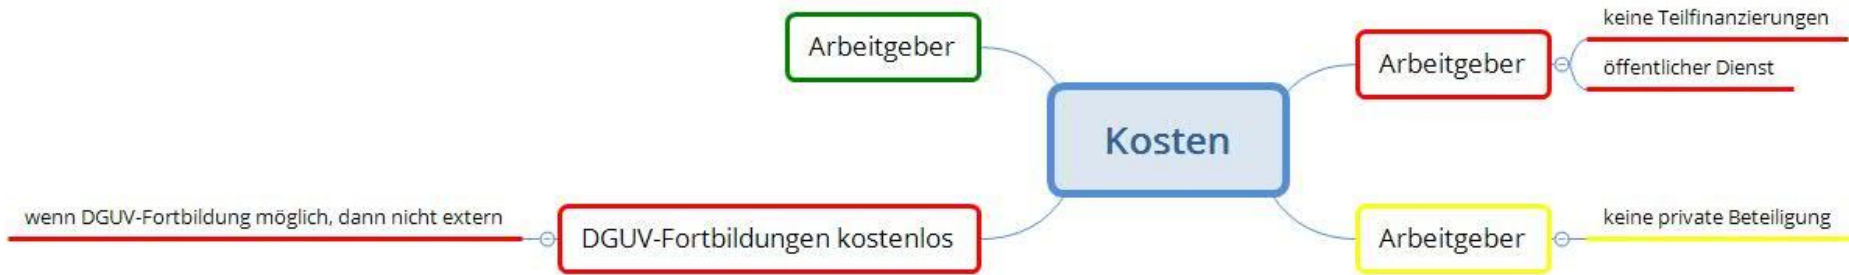 Arbeitgeber
Kosten
Arbeitgeber
keine Teilfinanzierungen
öffentlicher Dienst
wenn DGUV-Fortbildung möglich, dann nicht extern
DGUV-Fortbildungen kostenlos
Arbeitgeber
keine private Beteiligung